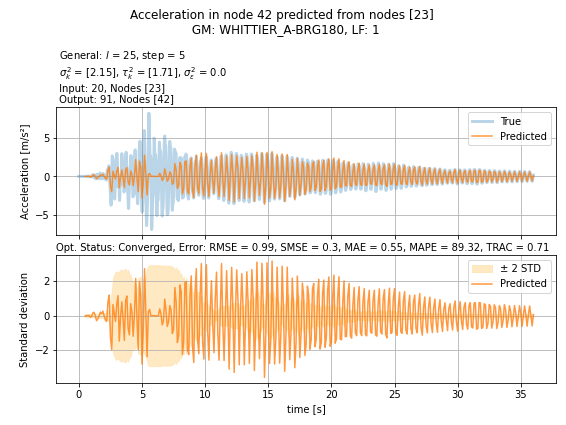 Acceleration in node 42 predicted from nodes [23]
GM: WHITTIER_A-BRG180, LF: 1
General: l = 25, step = 5
σ²ₖ = [2.15], τ²ₖ = [1.71], σ²ε = 0.0
Input: 20, Nodes [23]
Output: 91, Nodes [42]
Acceleration [m/s²]
5
0
−5
True
Predicted
Opt. Status: Converged, Error: RMSE = 0.99, SMSE = 0.3, MAE = 0.55, MAPE = 89.32, TRAC = 0.71
Standard deviation
2
0
−2
± 2 STD
Predicted
0 5 10 15 20 25 30 35
time [s]